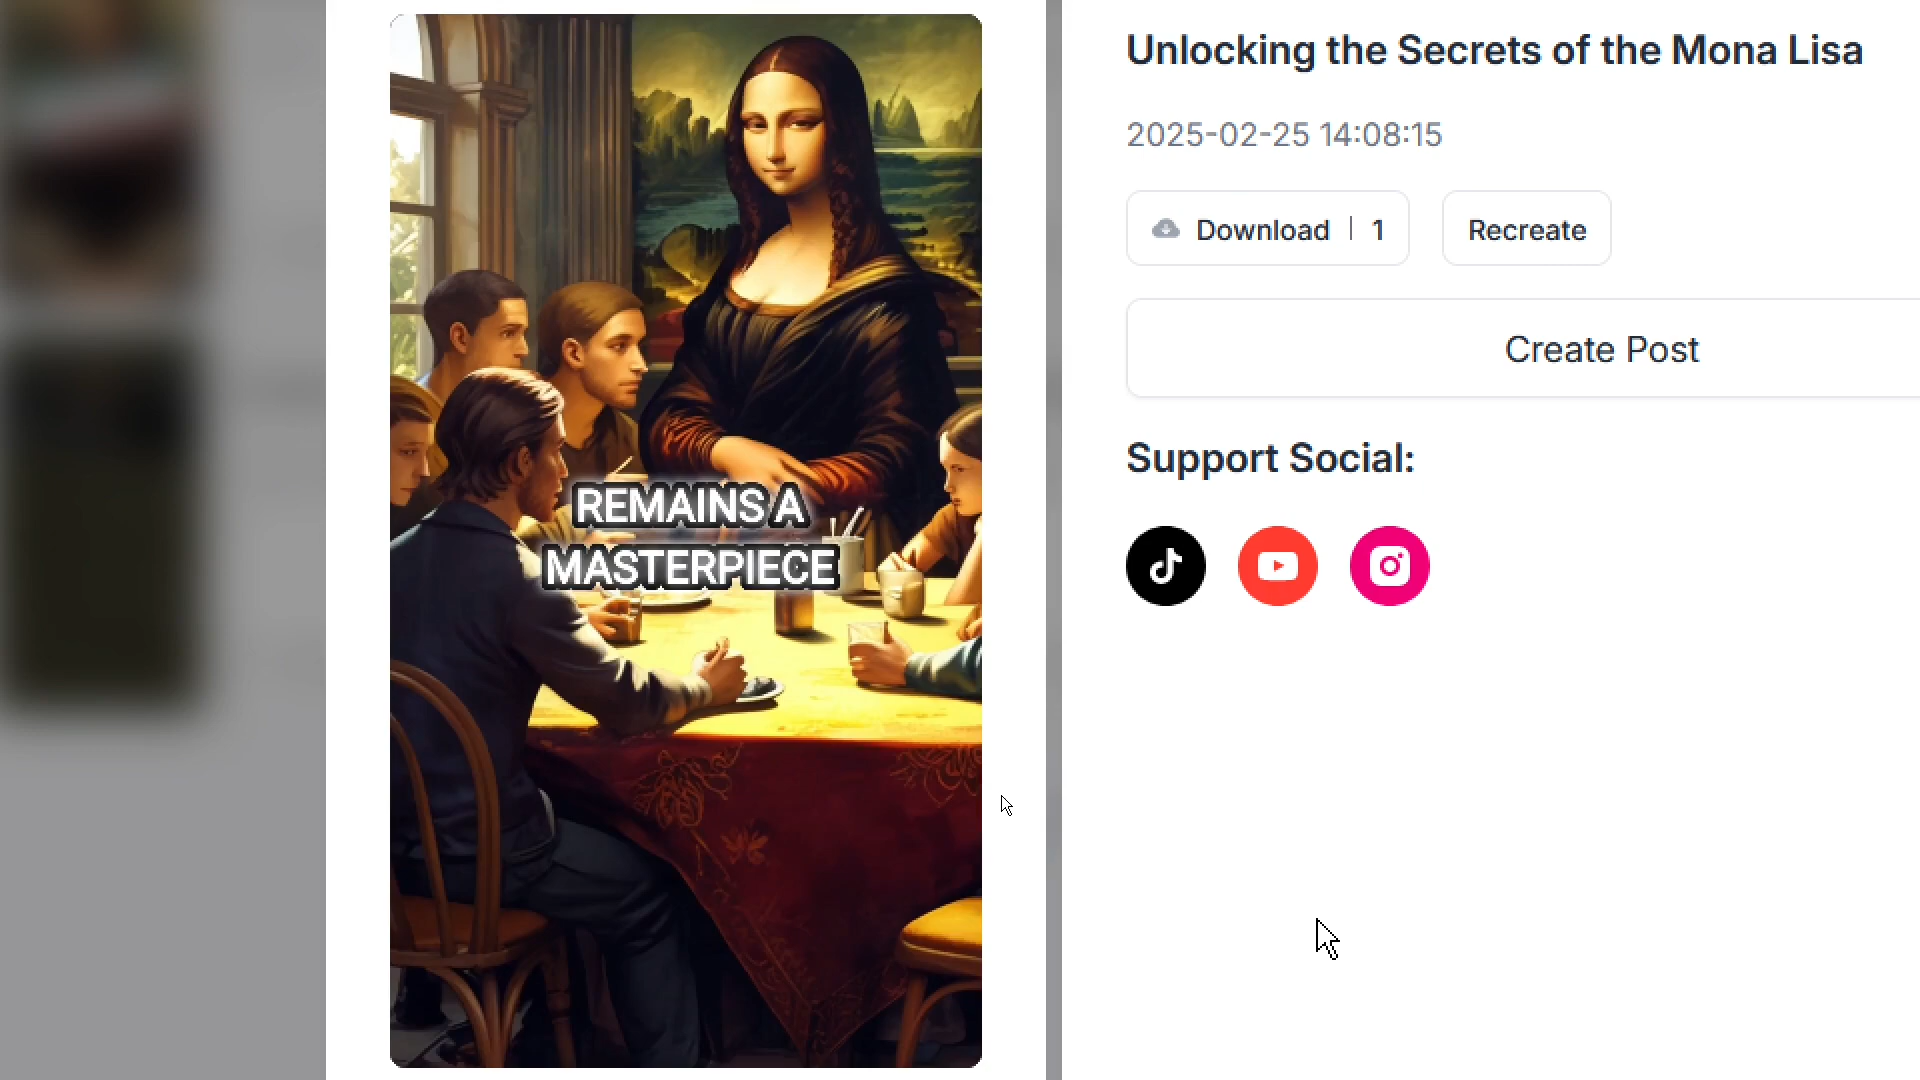 REMAINS A
MASTERPIECE
Unlocking the Secrets of the Mona Lisa
2025-02-25 14:08:15
Download | 1
Recreate
Create Post
Support Social: